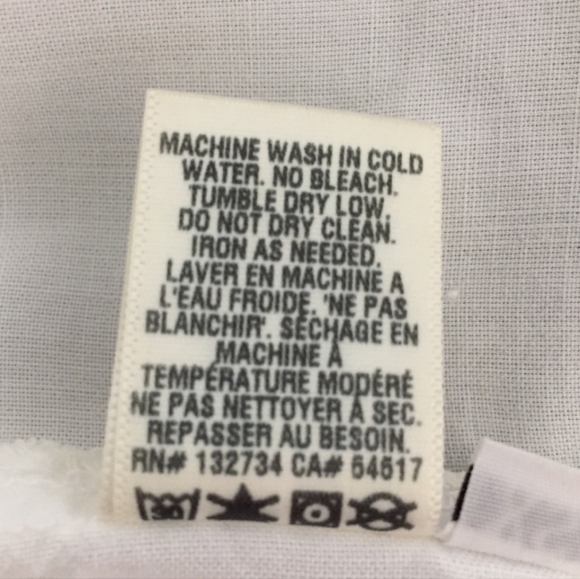 MACHINE WASH IN COLD
WATER. NO BLEACH.
TUMBLE DRY LOW.
DO NOT DRY CLEAN.
IRON AS NEEDED.
LAVER EN MACHINE A
L'EAU FROIDE. 'NE PAS
BLANCHIR'. SÉCHAGE EN
MACHINE À
TEMPÉRATURE MODÉRÉ
NE PAS NETTOYER À SEC.
REPASSER AU BESOIN.
RN# 132734 CA# 54517